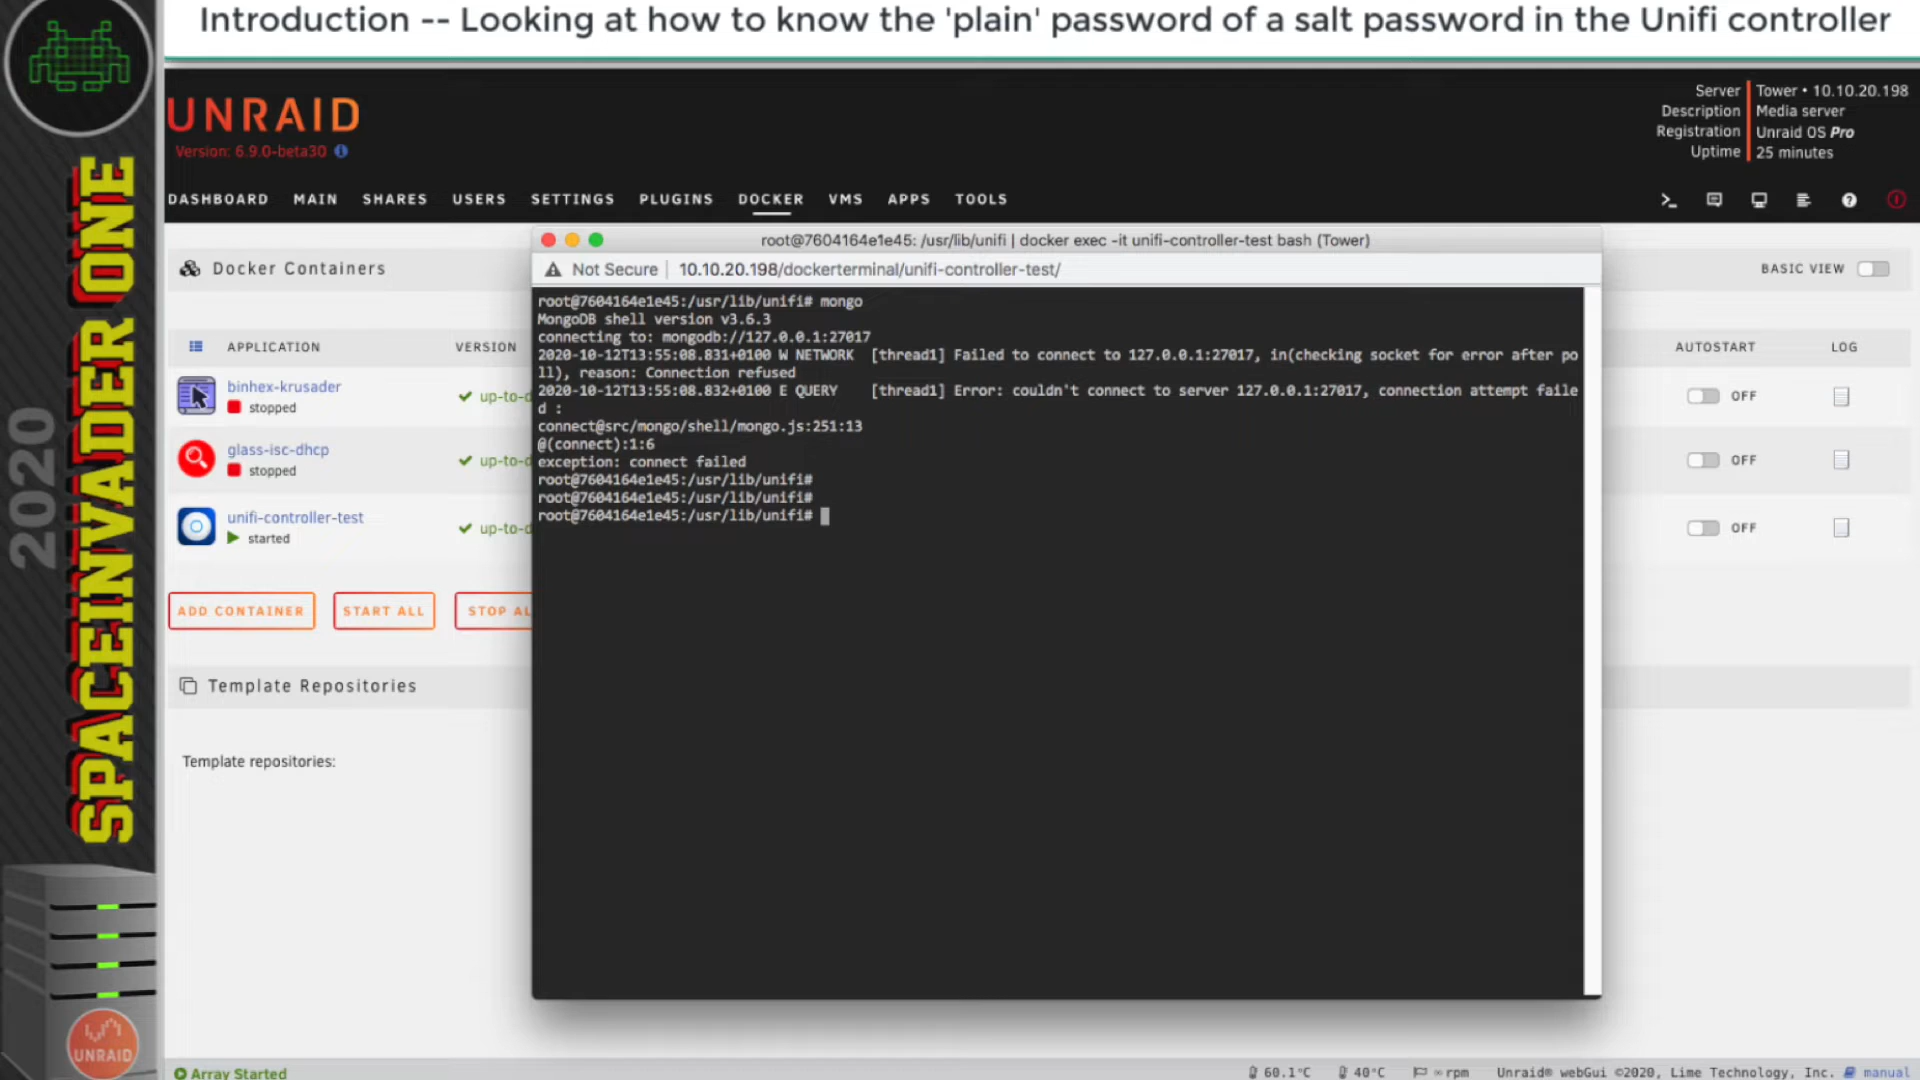 Introduction -- Looking at how to know the 'plain' password of a salt password in the Unifi controller
2020
SPACEINVADER ONE
UNRAID
UNRAID
Version: 6.9.0-beta30
Server Tower • 10.10.20.198
Description Media server
Registration Unraid OS Pro
Uptime 25 minutes
DASHBOARD MAIN SHARES USERS SETTINGS PLUGINS DOCKER VMS APPS TOOLS
Docker Containers
BASIC VIEW
APPLICATION VERSION AUTOSTART LOG
binhex-krusader
stopped
up-to-d
OFF
glass-isc-dhcp
stopped
up-to-d
OFF
unifi-controller-test
started
up-to-d
OFF
ADD CONTAINER START ALL STOP AL
Template Repositories
Template repositories:
root@7604164e1e45: /usr/lib/unifi | docker exec -it unifi-controller-test bash (Tower)
Not Secure 10.10.20.198/dockerterminal/unifi-controller-test/
root@7604164e1e45:/usr/lib/unifi# mongo
MongoDB shell version v3.6.3
connecting to: mongodb://127.0.0.1:27017
2020-10-12T13:55:08.831+0100 W NETWORK  [thread1] Failed to connect to 127.0.0.1:27017, in(checking socket for error after po
ll), reason: Connection refused
2020-10-12T13:55:08.832+0100 E QUERY    [thread1] Error: couldn't connect to server 127.0.0.1:27017, connection attempt faile
d :
connect@src/mongo/shell/mongo.js:251:13
@(connect):1:6
exception: connect failed
root@7604164e1e45:/usr/lib/unifi#
root@7604164e1e45:/usr/lib/unifi#
root@7604164e1e45:/usr/lib/unifi#
Array Started
60.1°C 40°C ∞ rpm Unraid® webGui ©2020, Lime Technology, Inc. manual